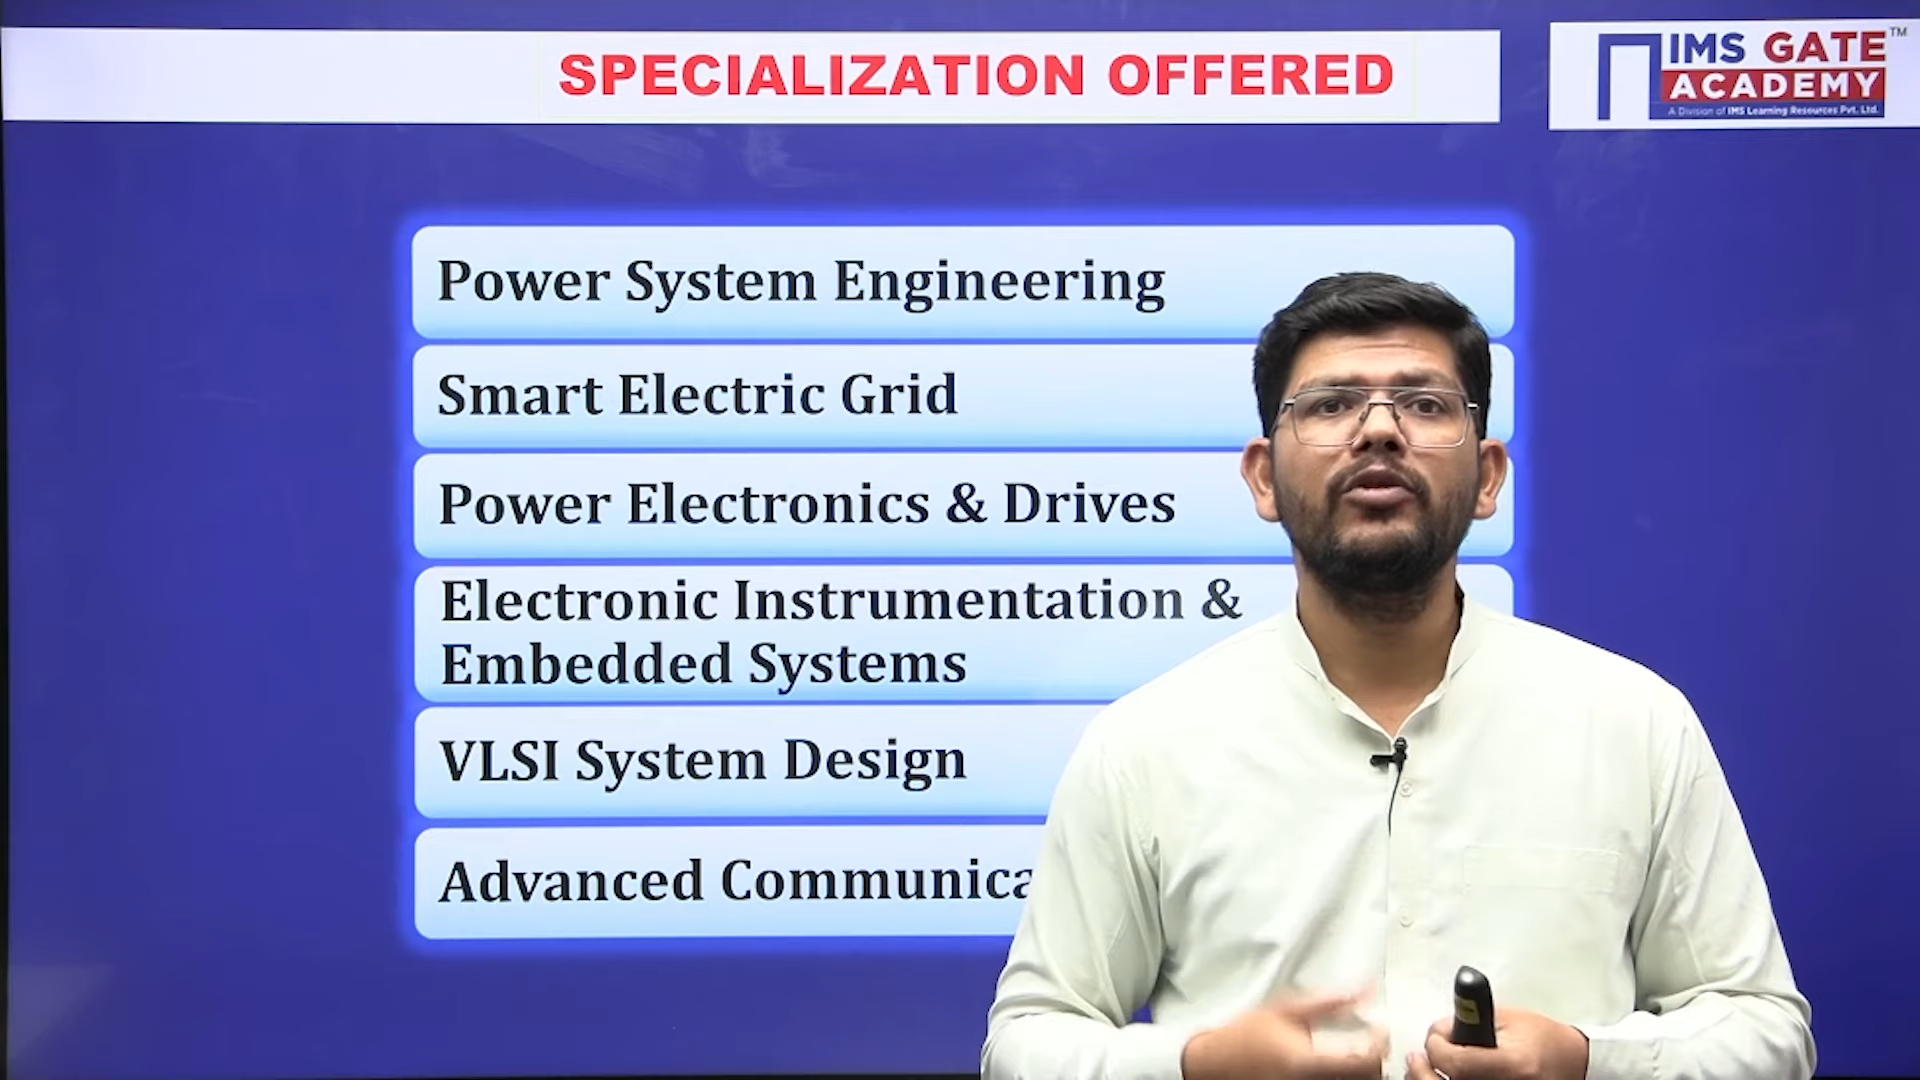 SPECIALIZATION OFFERED
IMS GATE
ACADEMY
TM
A Division of IMS Learning Resources Pvt. Ltd.
Power System Engineering
Smart Electric Grid
Power Electronics & Drives
Electronic Instrumentation &
Embedded Systems
VLSI System Design
Advanced